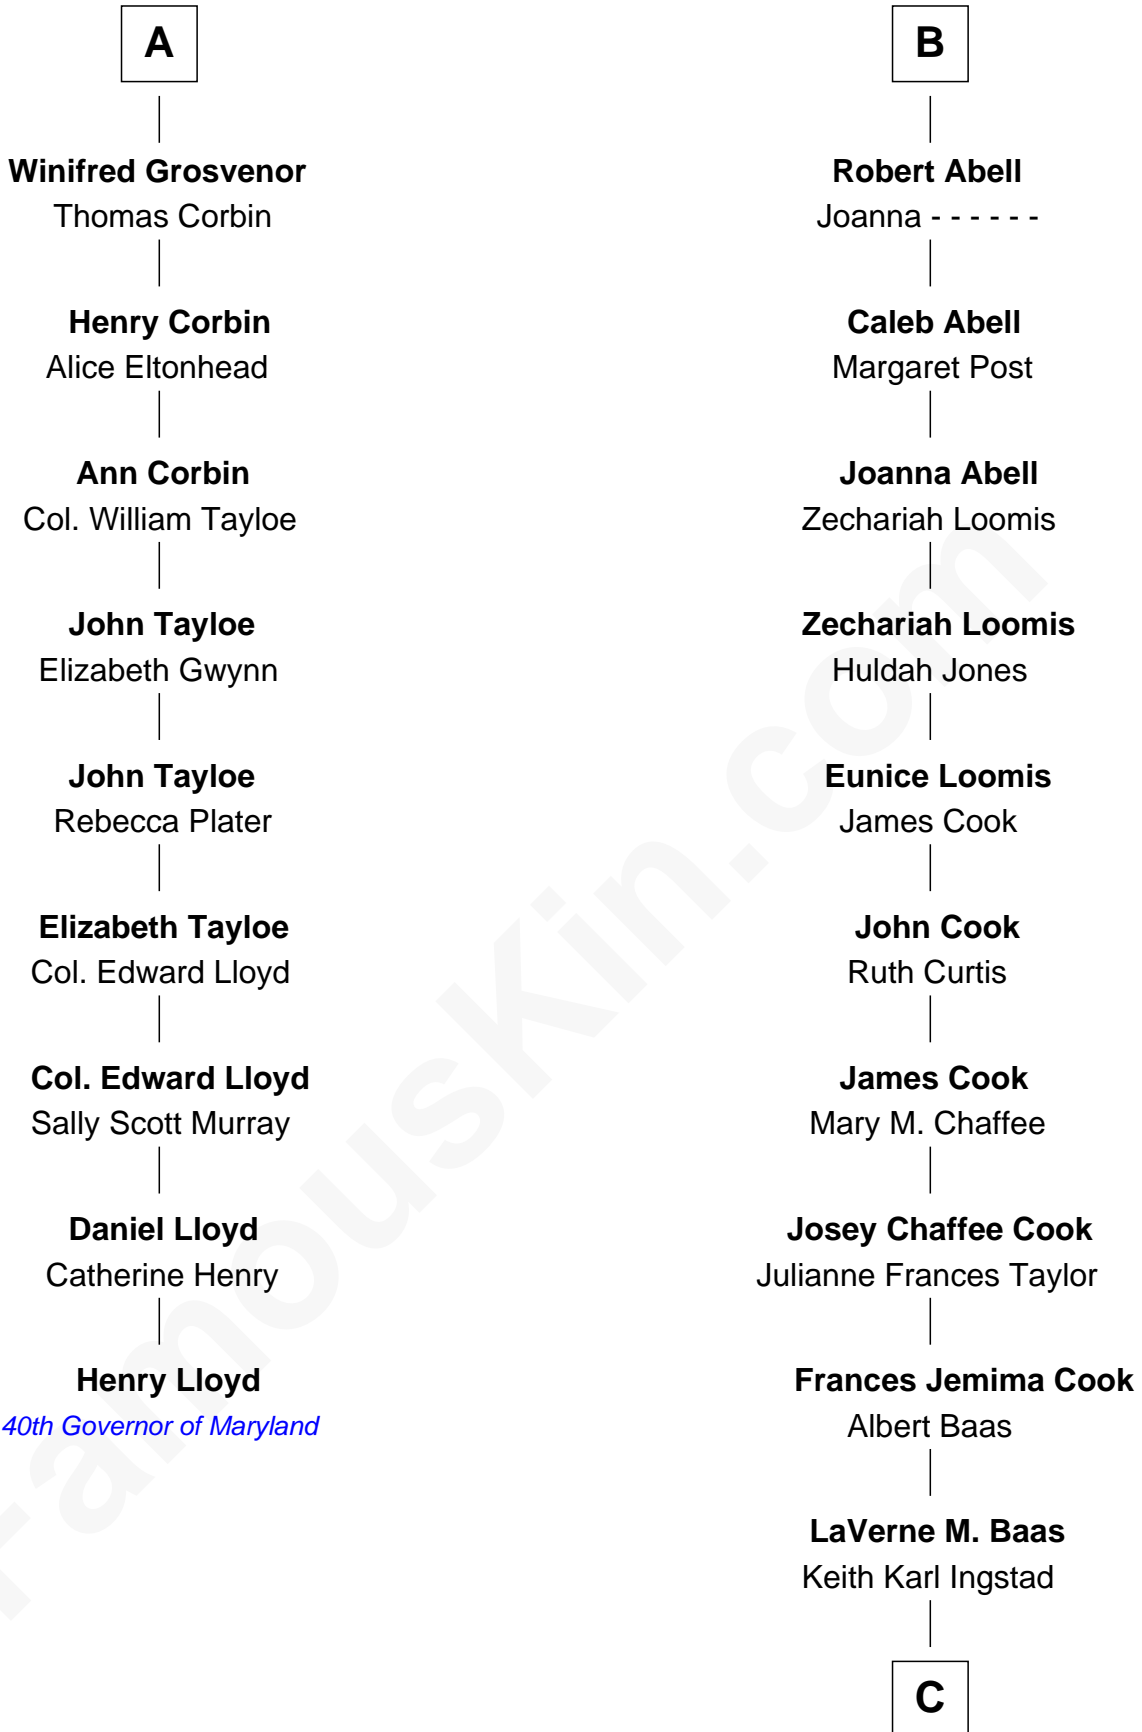 A
Winifred Grosvenor
Thomas Corbin
Henry Corbin
Alice Eltonhead
Ann Corbin
Col. William Tayloe
John Tayloe
Elizabeth Gwynn
John Tayloe
Rebecca Plater
Elizabeth Tayloe
Col. Edward Lloyd
Col. Edward Lloyd
Sally Scott Murray
Daniel Lloyd
Catherine Henry
Henry Lloyd
40th Governor of Maryland
B
Robert Abell
Joanna - - - - - -
Caleb Abell
Margaret Post
Joanna Abell
Zechariah Loomis
Zechariah Loomis
Huldah Jones
Eunice Loomis
James Cook
John Cook
Ruth Curtis
James Cook
Mary M. Chaffee
Josey Chaffee Cook
Julianne Frances Taylor
Frances Jemima Cook
Albert Baas
LaVerne M. Baas
Keith Karl Ingstad
C
FamousKin.com